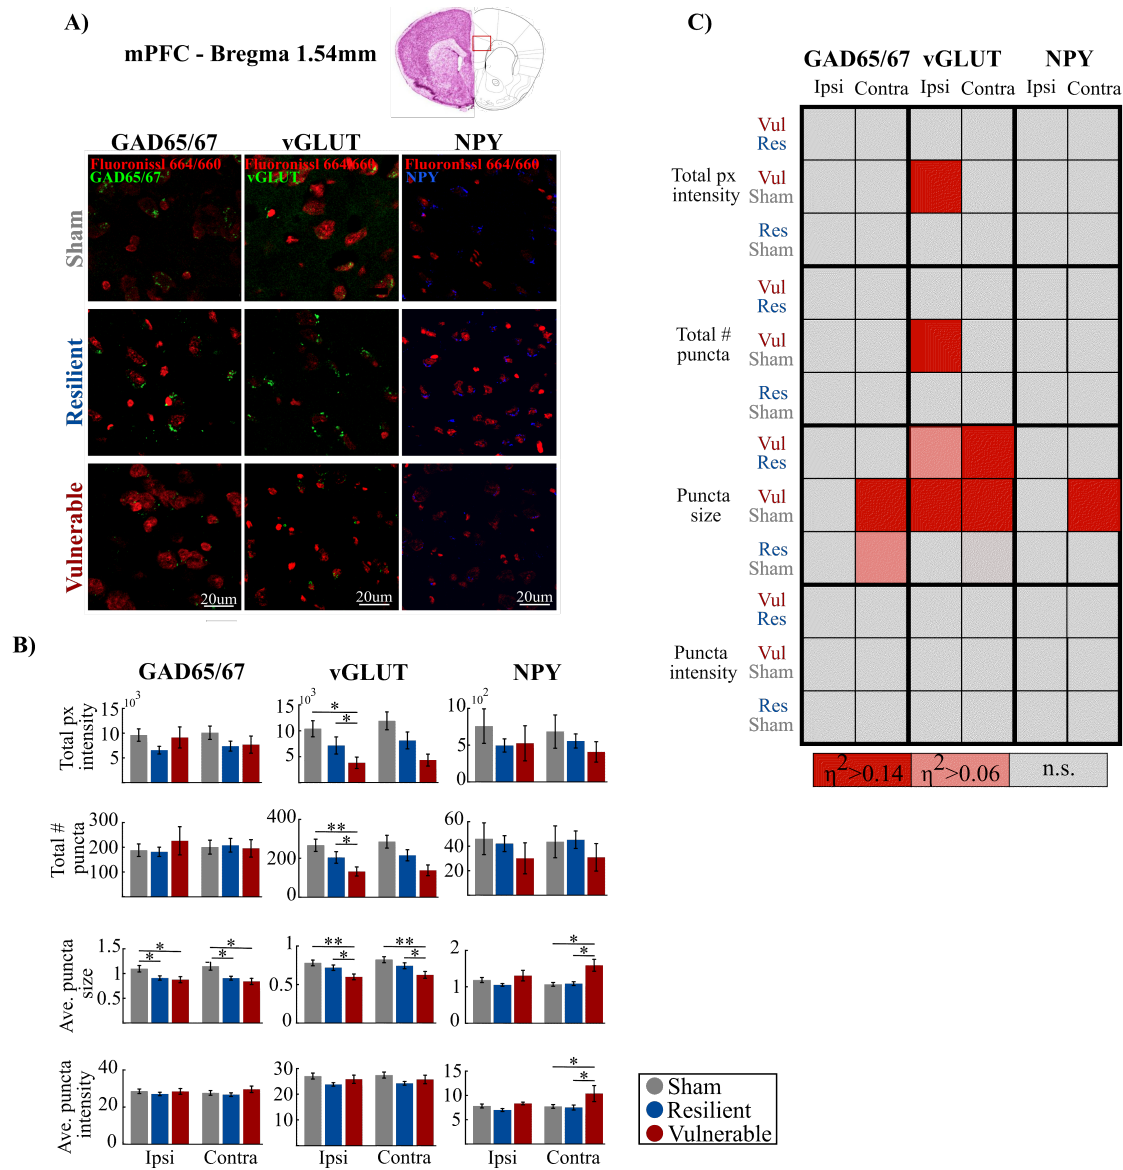 A)
mPFC - Bregma 1.54mm
GAD65/67 vGLUT NPY
Fluoronissl 664/660 Fluoronissl 664/660 Fluoronissl 664/660
GAD65/67 vGLUT NPY
Sham
Resilient
Vulnerable
20um 20um 20um
B)
GAD65/67 vGLUT NPY
Total px
intensity
10^3
15
10
5
10^3
15
10
5
10^2
10
5
0
* *
Total #
puncta
300
200
100
400
200
0
60
40
20
0
** *
Ave. puncta
size
1.5
1
0.5
1
0.5
0
2
1
0
* * * *
** * ** *
* *
Ave. puncta
intensity
40
20
30
20
1
15
10
5
* *
Ipsi Contra Ipsi Contra Ipsi Contra
Sham
Resilient
Vulnerable
C)
GAD65/67 vGLUT NPY
Ipsi Contra Ipsi Contra Ipsi Contra
Total px
intensity
Vul
Res
Vul
Sham
Res
Sham
Total #
puncta
Vul
Res
Vul
Sham
Res
Sham
Puncta
size
Vul
Res
Vul
Sham
Res
Sham
Puncta
intensity
Vul
Res
Vul
Sham
Res
Sham
η²>0.14 η²>0.06 n.s.